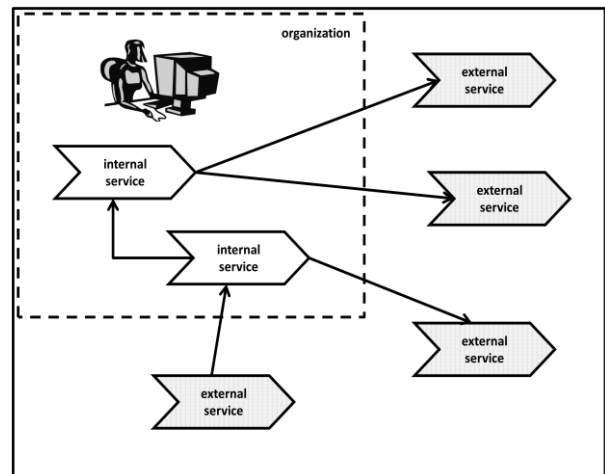 organization
external
service
internal
service
external
service
internal
service
external
service
external
service